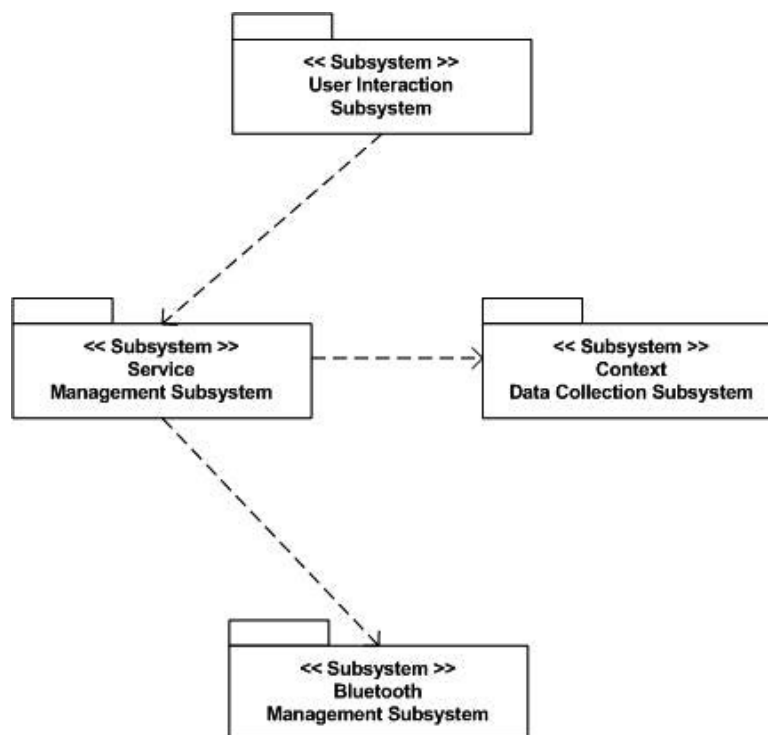 << Subsystem >>
User Interaction
Subsystem
<< Subsystem >>
Service
Management Subsystem
<< Subsystem >>
Context
Data Collection Subsystem
<< Subsystem >>
Bluetooth
Management Subsystem